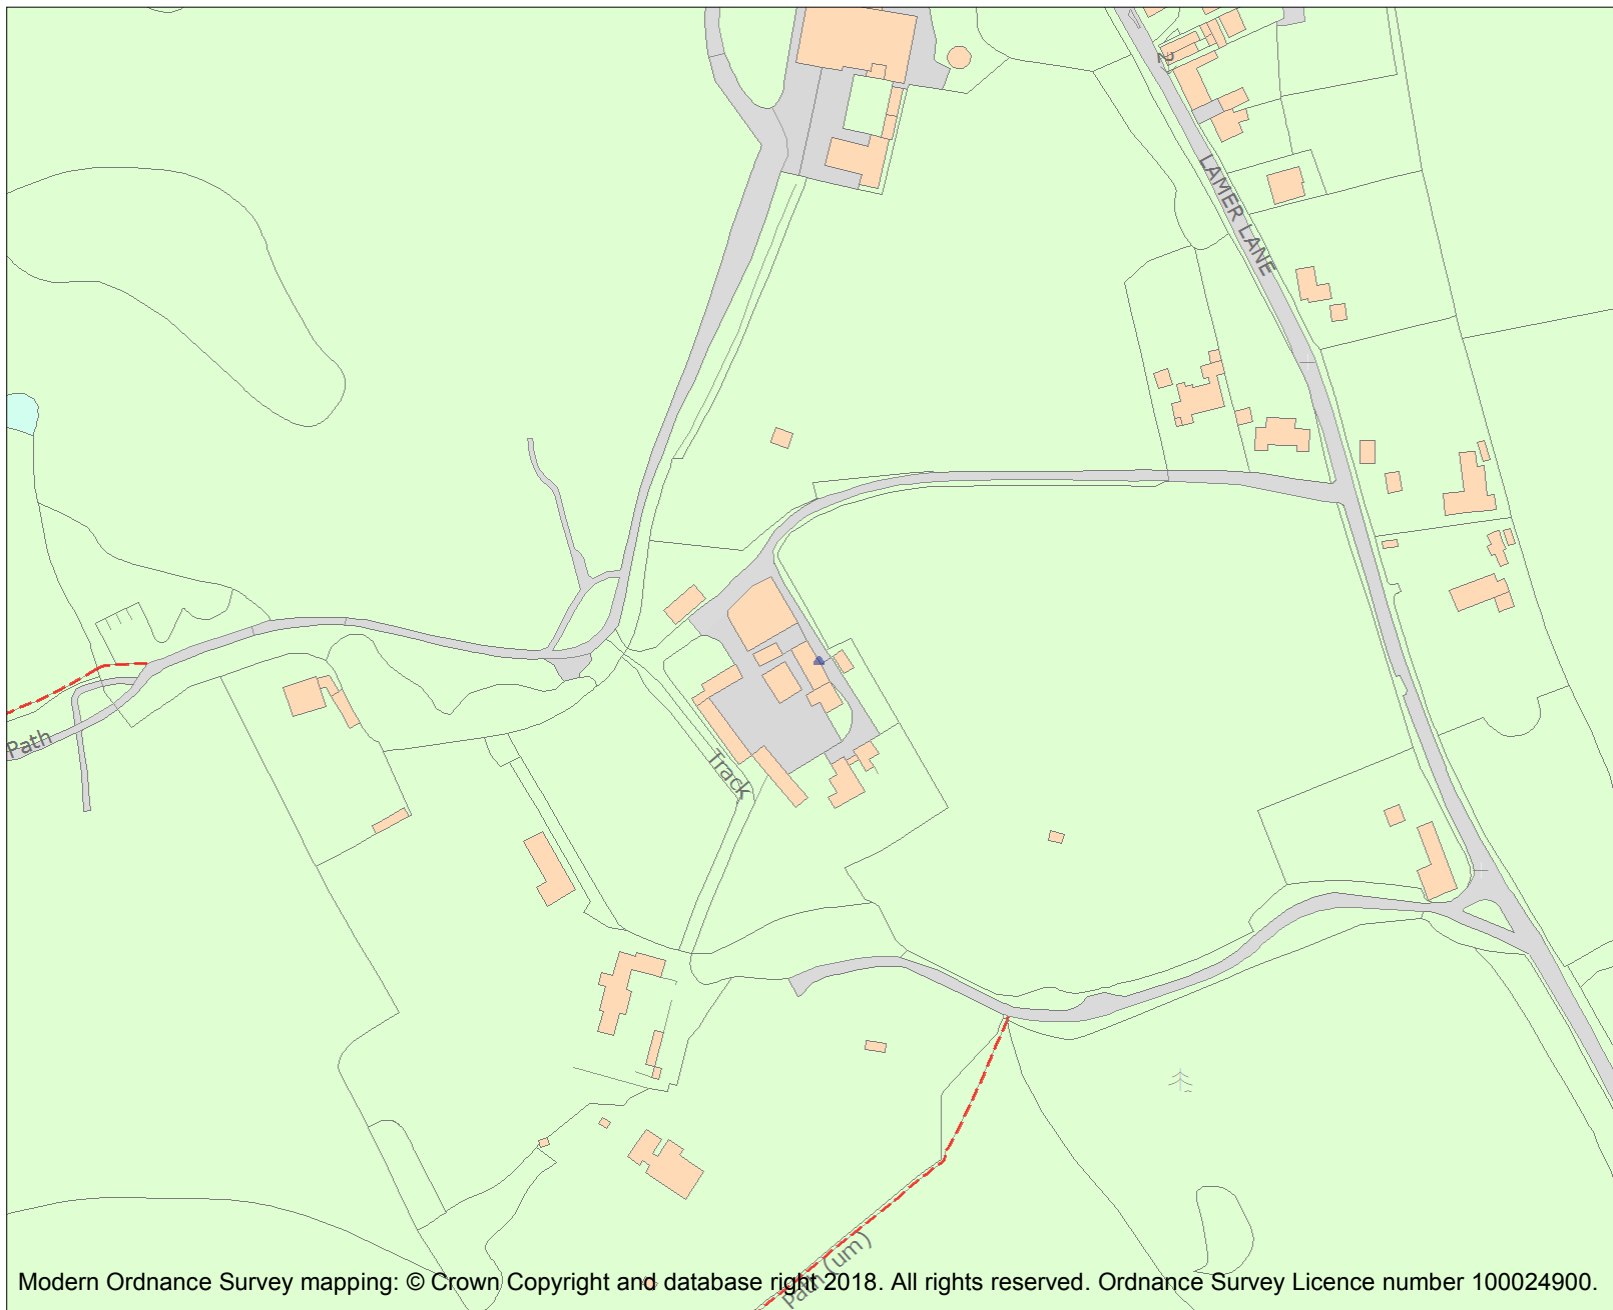 2
LAMER LANE
Path
Track
Path (um)
Modern Ordnance Survey mapping: © Crown Copyright and database right 2018. All rights reserved. Ordnance Survey Licence number 100024900.